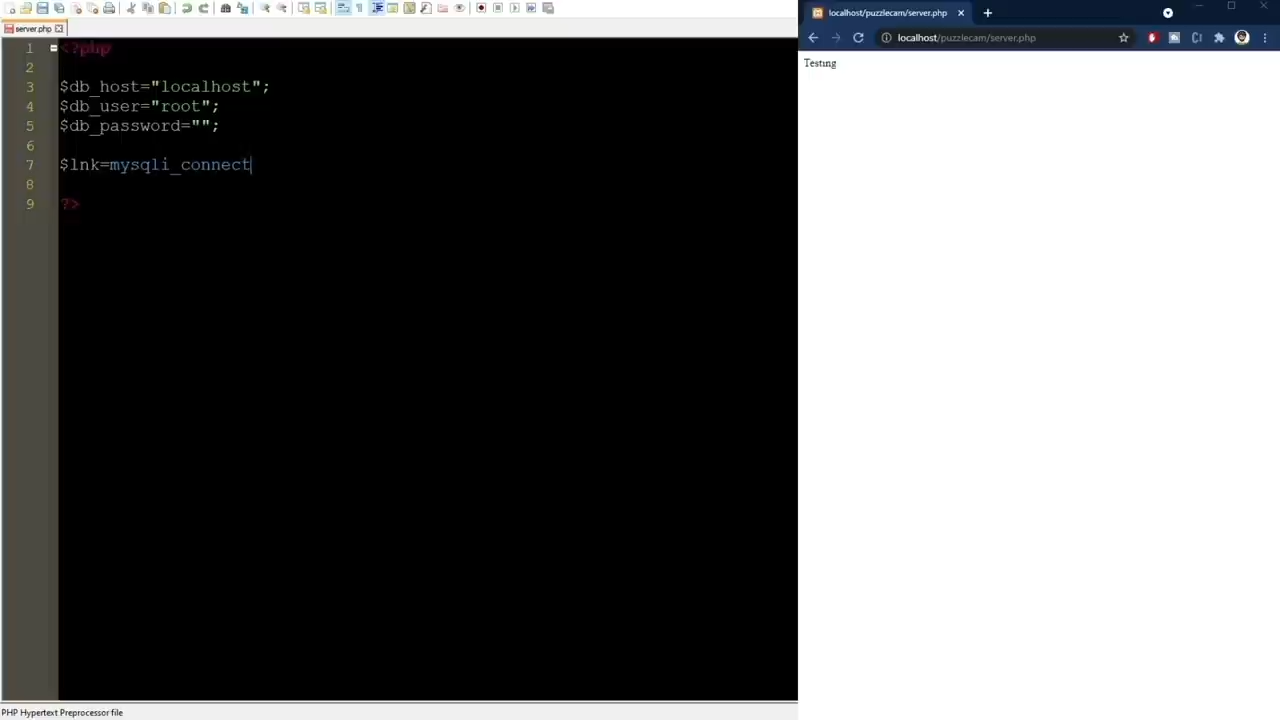 server.php
localhost/puzzlecam/server.php
localhost/puzzlecam/server.php
Testing
1 <?php
2
3 $db_host="localhost";
4 $db_user="root";
5 $db_password="";
6
7 $lnk=mysqli_connect
8
9 ?>
PHP Hypertext Preprocessor file